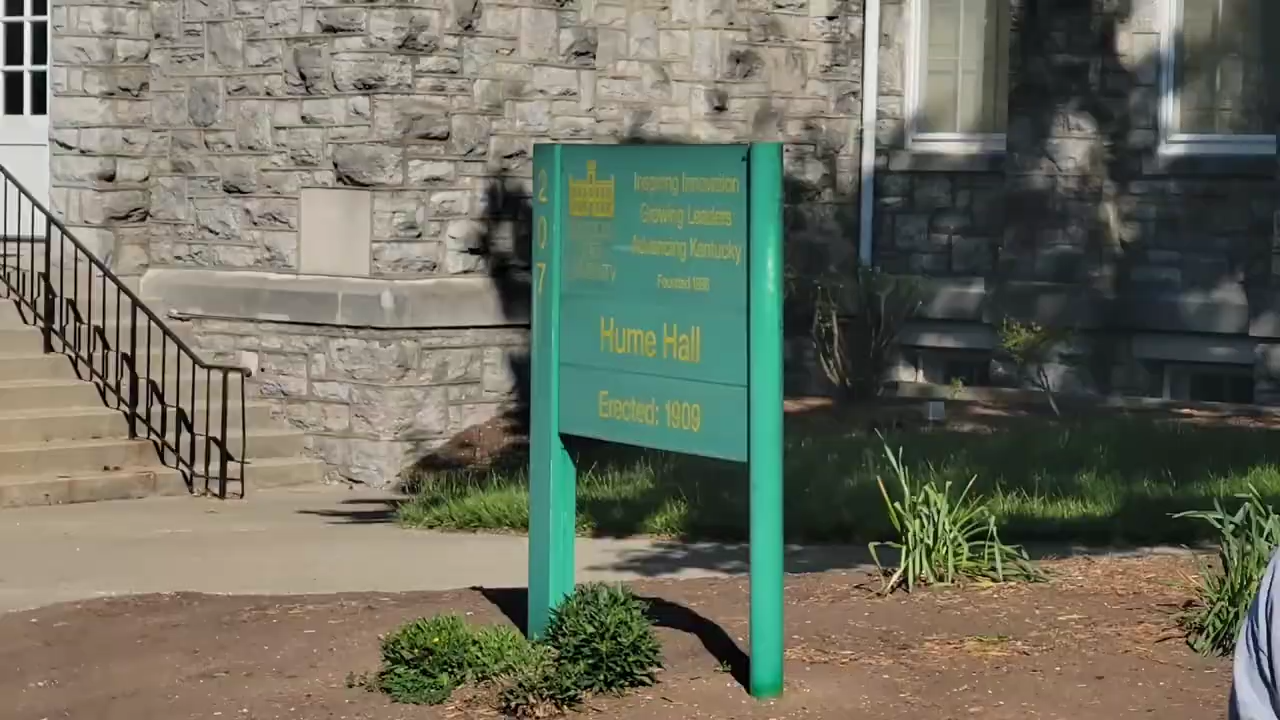 207
Inspiring Innovation
Growing Leaders
Advancing Kentucky
Hume Hall
Erected: 1909